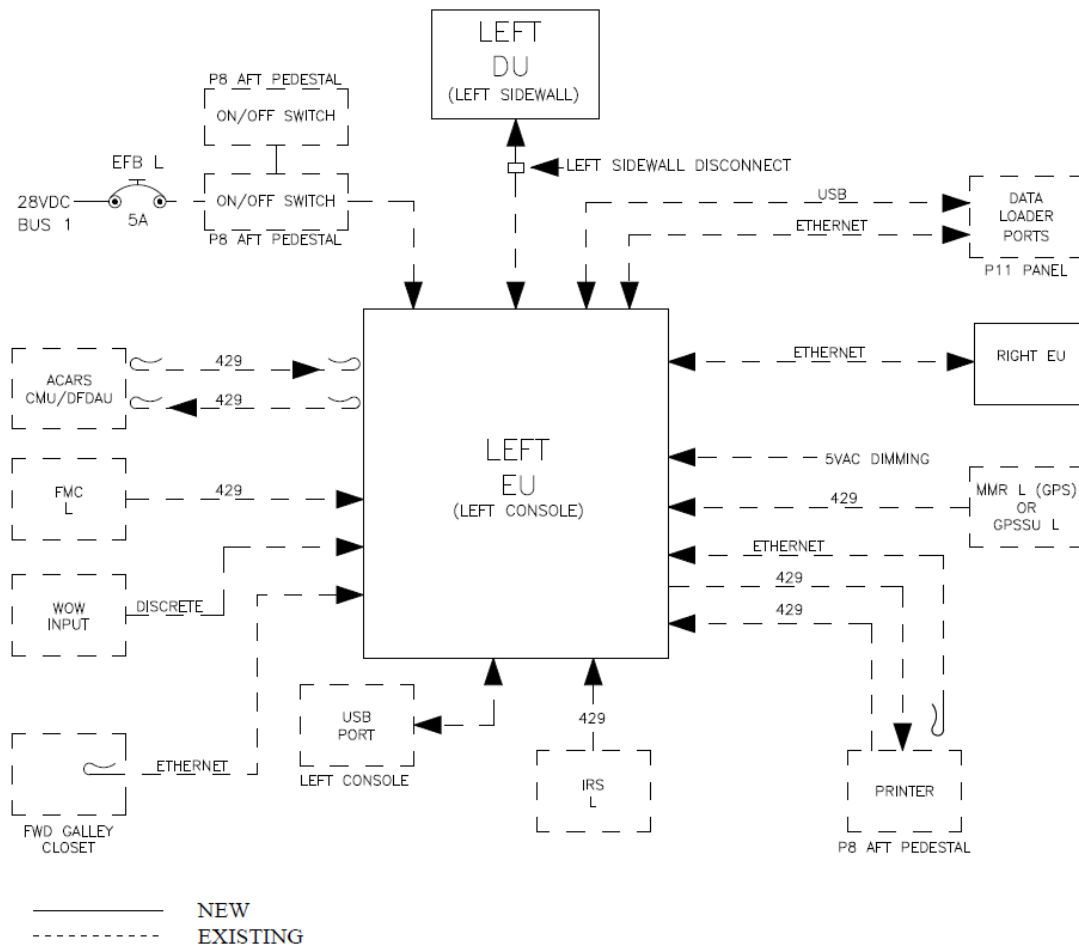 LEFT
DU
(LEFT SIDEWALL)
P8 AFT PEDESTAL
ON/OFF SWITCH
EFB L
28VDC
BUS 1
5A
ON/OFF SWITCH
P8 AFT PEDESTAL
LEFT SIDEWALL DISCONNECT
USB
ETHERNET
DATA
LOADER
PORTS
P11 PANEL
ACARS
CMU/DFDAU
429
429
ETHERNET
RIGHT EU
LEFT
EU
(LEFT CONSOLE)
5VAC DIMMING
FMC
L
429
429
MMR L (GPS)
OR
GPSSU L
WOW
INPUT
DISCRETE
ETHERNET
429
429
USB
PORT
LEFT CONSOLE
429
IRS
L
ETHERNET
FWD GALLEY
CLOSET
PRINTER
P8 AFT PEDESTAL
NEW
EXISTING